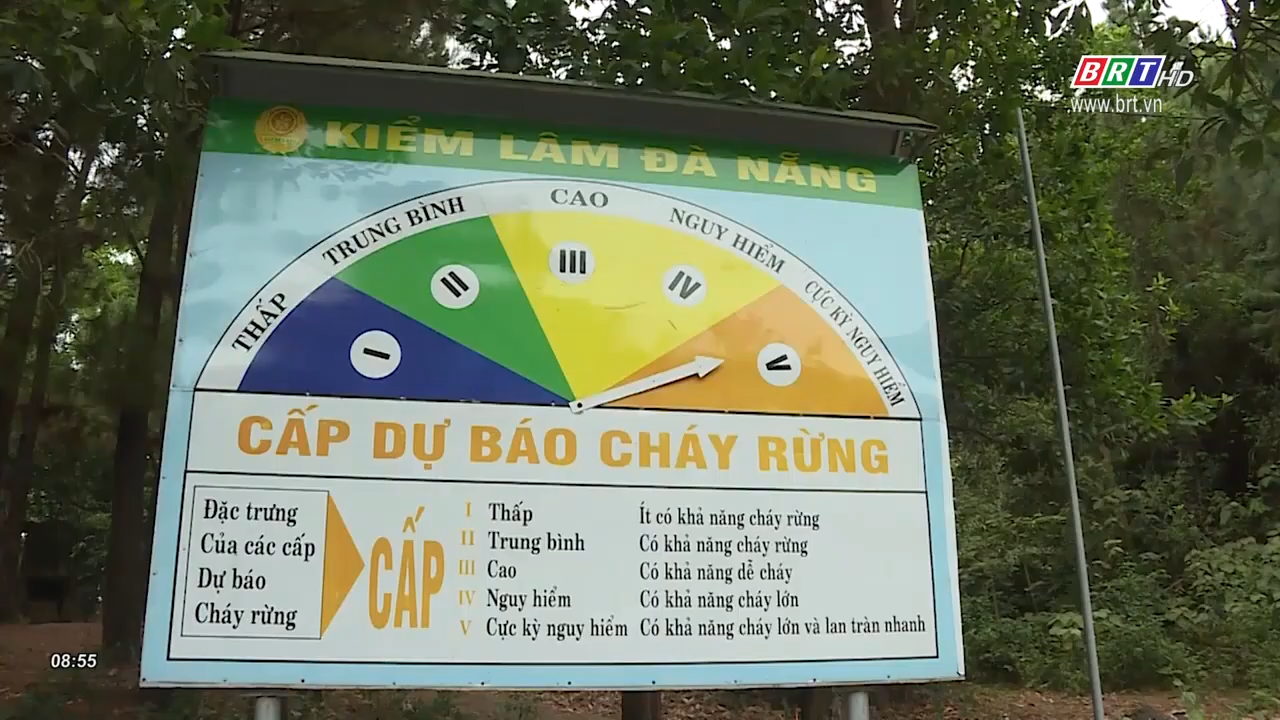 BRT HD
www.brt.vn
KIỂM LÂM ĐÀ NẴNG
THẤP
TRUNG BÌNH
CAO
NGUY HIỂM
CỰC KỲ NGUY HIỂM
I
II
III
IV
V
CẤP DỰ BÁO CHÁY RỪNG
Đặc trưng
Của các cấp
Dự báo
Cháy rừng
CẤP
I Thấp Ít có khả năng cháy rừng
II Trung bình Có khả năng cháy rừng
III Cao Có khả năng dễ cháy
IV Nguy hiểm Có khả năng cháy lớn
V Cực kỳ nguy hiểm Có khả năng cháy lớn và lan tràn nhanh
08:55